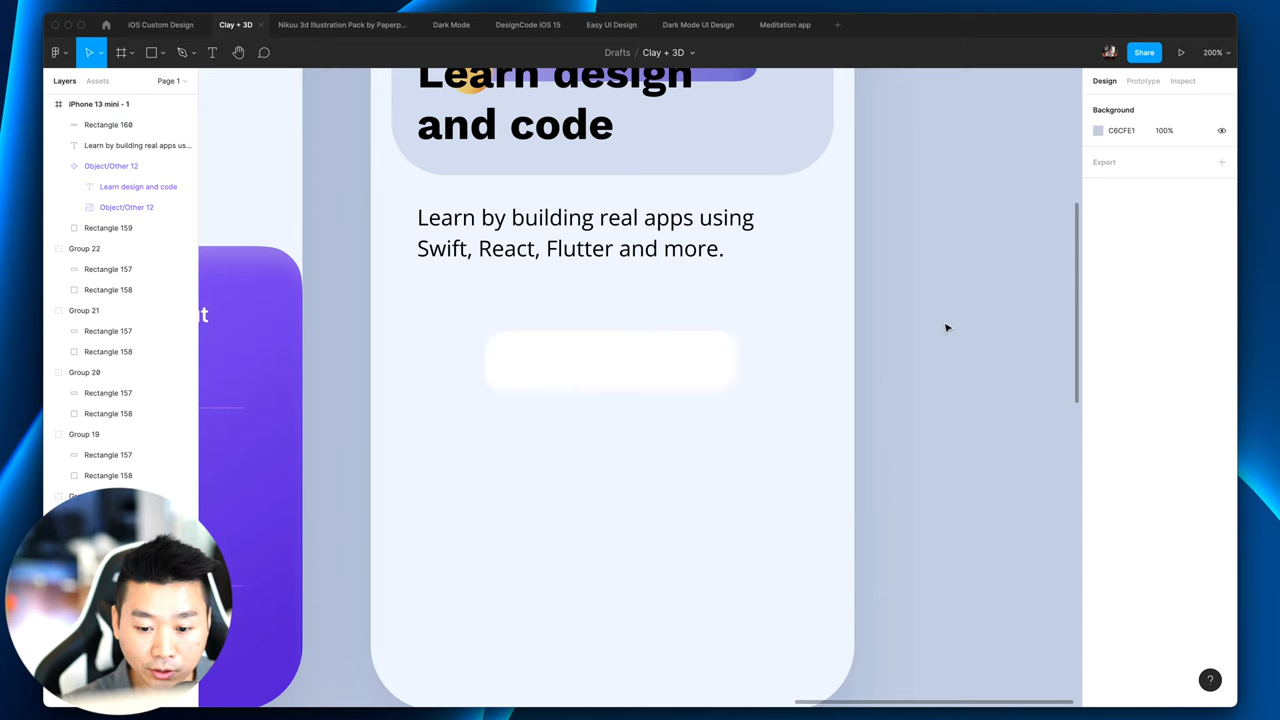 iOS Custom Design
Clay + 3D
Nikuu 3d Illustration Pack by Paperp...
Dark Mode
DesignCode iOS 15
Easy UI Design
Dark Mode UI Design
Meditation app
Drafts / Clay + 3D
Share
200%
Layers
Assets
Page 1
iPhone 13 mini - 1
Rectangle 160
Learn by building real apps us...
Object/Other 12
Learn design and code
Object/Other 12
Rectangle 159
Group 22
Rectangle 157
Rectangle 158
Group 21
Rectangle 157
Rectangle 158
Group 20
Rectangle 157
Rectangle 158
Group 19
Rectangle 157
Rectangle 158
Learn design
and code
Learn by building real apps using
Swift, React, Flutter and more.
Design
Prototype
Inspect
Background
C6CFE1
100%
Export
?